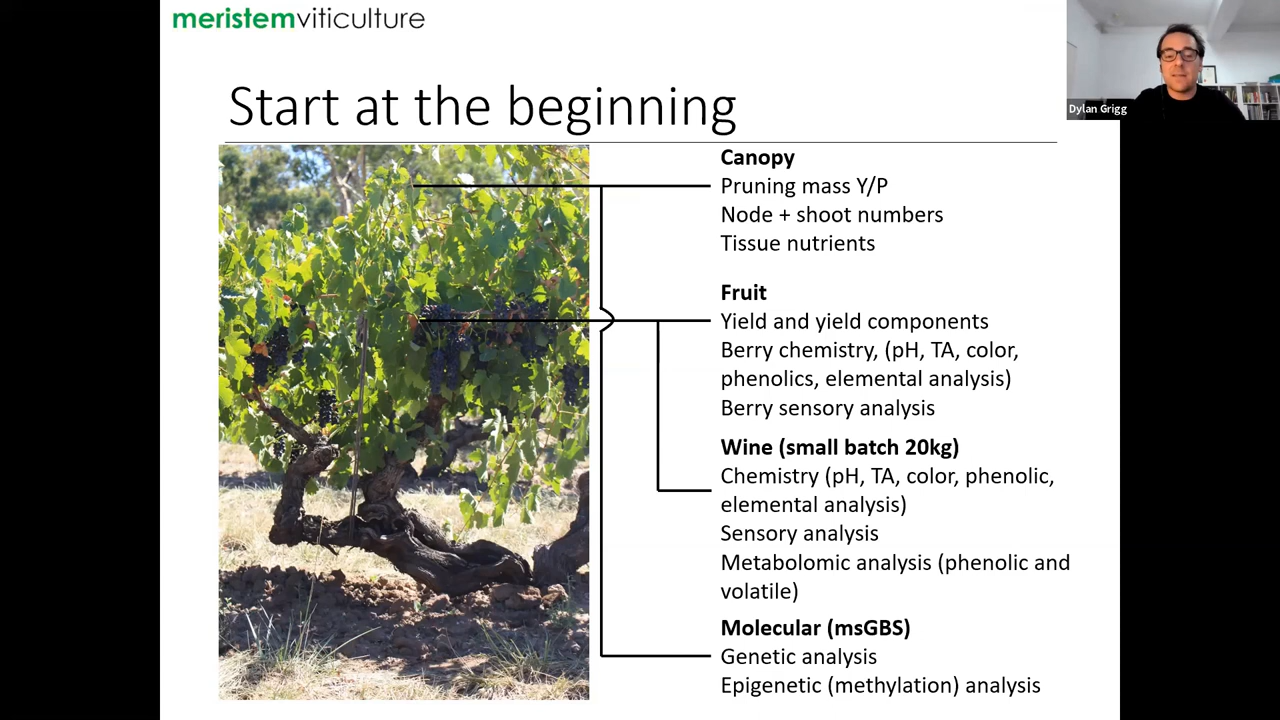 meristemviticulture
Dylan Grigg
Start at the beginning
Canopy
Pruning mass Y/P
Node + shoot numbers
Tissue nutrients
Fruit
Yield and yield components
Berry chemistry, (pH, TA, color,
phenolics, elemental analysis)
Berry sensory analysis
Wine (small batch 20kg)
Chemistry (pH, TA, color, phenolic,
elemental analysis)
Sensory analysis
Metabolomic analysis (phenolic and
volatile)
Molecular (msGBS)
Genetic analysis
Epigenetic (methylation) analysis